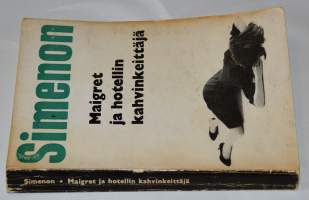 Simenon
Maigret
ja hotellin
kahvinkeittäjä
Simenon • Maigret ja hotellin kahvinkeittäjä